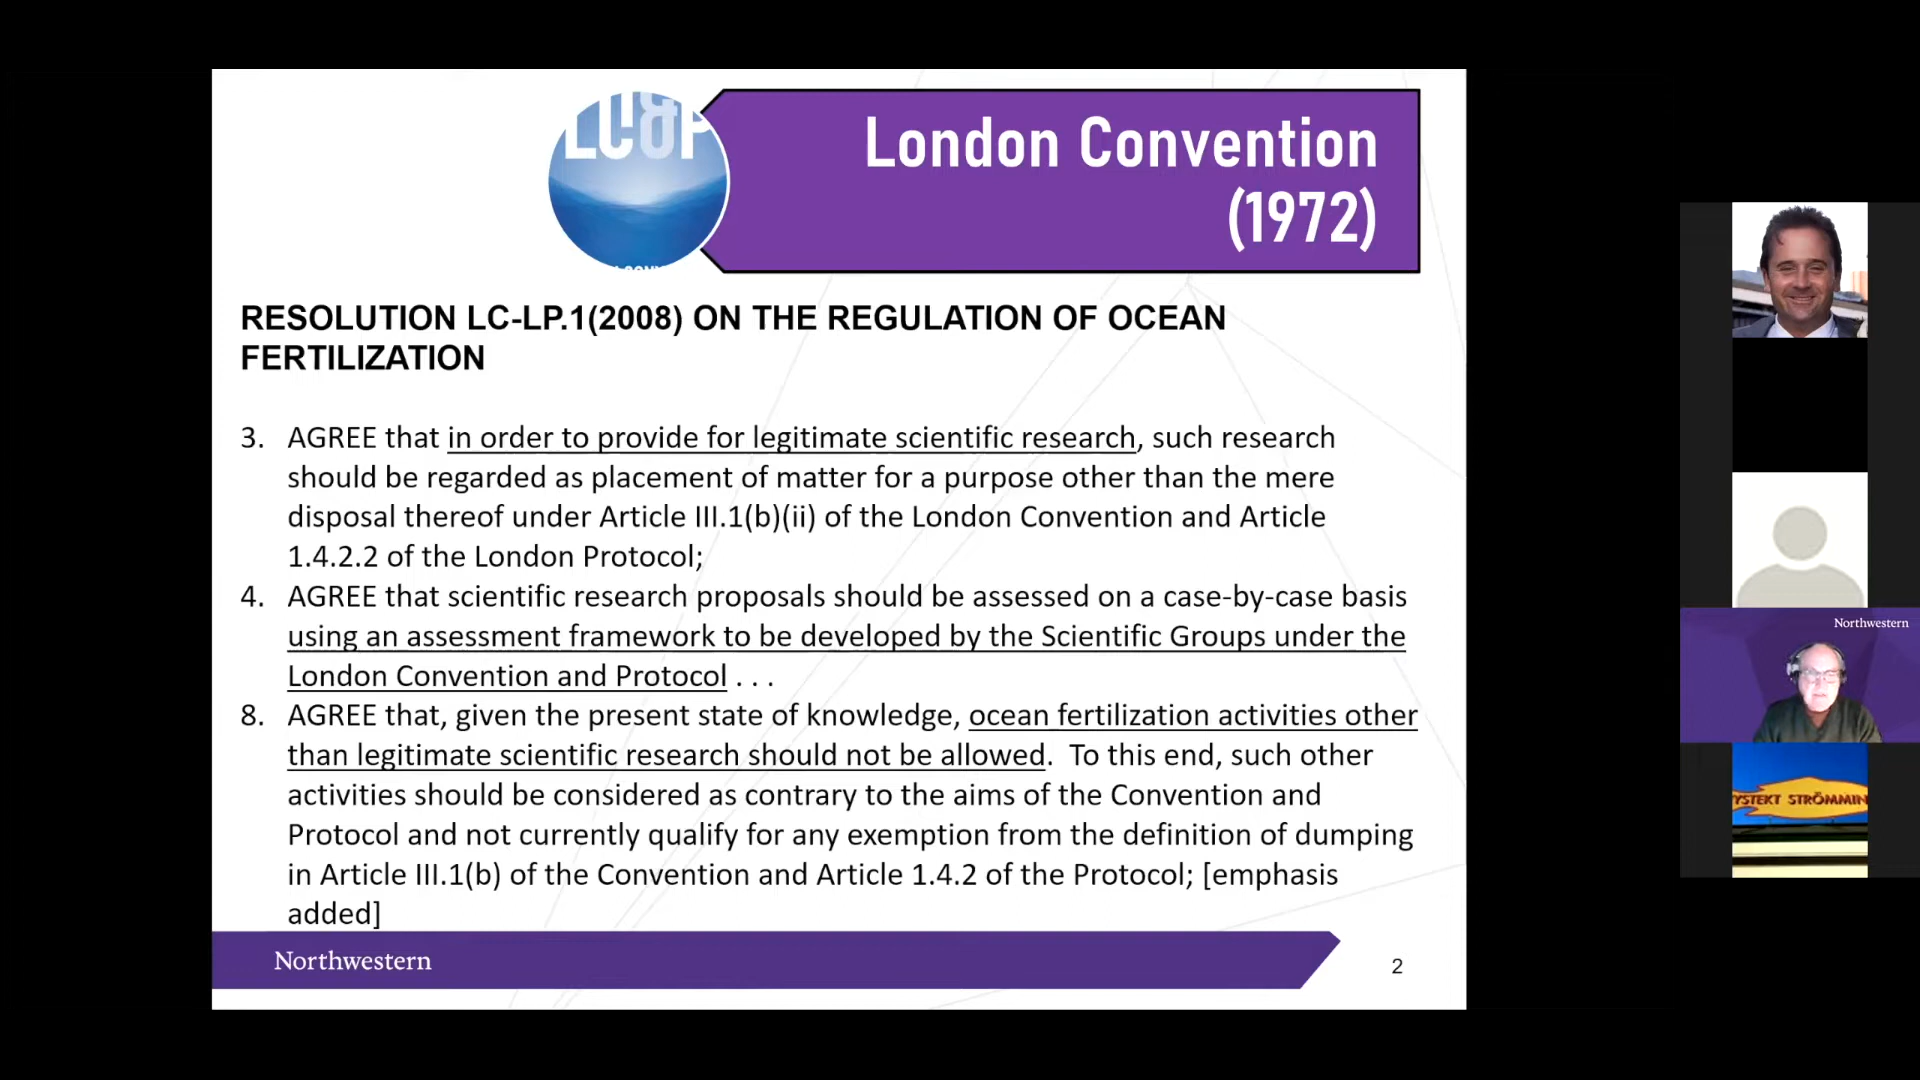 LC&P
London Convention
(1972)
RESOLUTION LC-LP.1(2008) ON THE REGULATION OF OCEAN
FERTILIZATION
3. AGREE that in order to provide for legitimate scientific research, such research
should be regarded as placement of matter for a purpose other than the mere
disposal thereof under Article III.1(b)(ii) of the London Convention and Article
1.4.2.2 of the London Protocol;
4. AGREE that scientific research proposals should be assessed on a case-by-case basis
using an assessment framework to be developed by the Scientific Groups under the
London Convention and Protocol . . .
8. AGREE that, given the present state of knowledge, ocean fertilization activities other
than legitimate scientific research should not be allowed. To this end, such other
activities should be considered as contrary to the aims of the Convention and
Protocol and not currently qualify for any exemption from the definition of dumping
in Article III.1(b) of the Convention and Article 1.4.2 of the Protocol; [emphasis
added]
Northwestern
2
Northwestern
YSTEKT STRÖMMIN